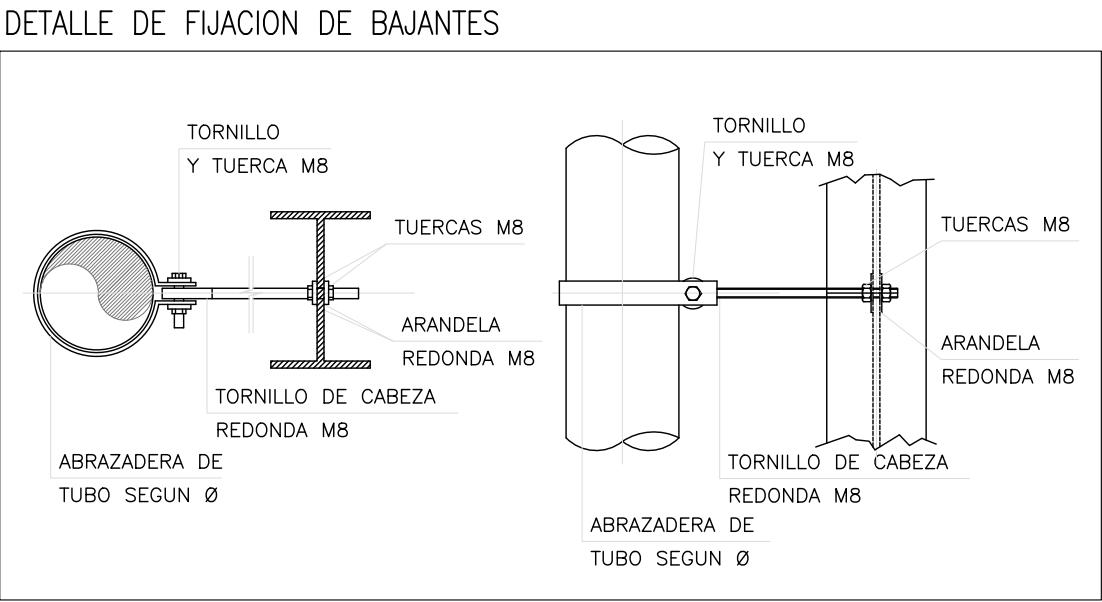 DETALLE DE FIJACION DE BAJANTES
TORNILLO
Y TUERCA M8
TUERCAS M8
ARANDELA
REDONDA M8
TORNILLO DE CABEZA
REDONDA M8
ABRAZADERA DE
TUBO SEGUN Ø
TORNILLO
Y TUERCA M8
TUERCAS M8
ARANDELA
REDONDA M8
TORNILLO DE CABEZA
REDONDA M8
ABRAZADERA DE
TUBO SEGUN Ø